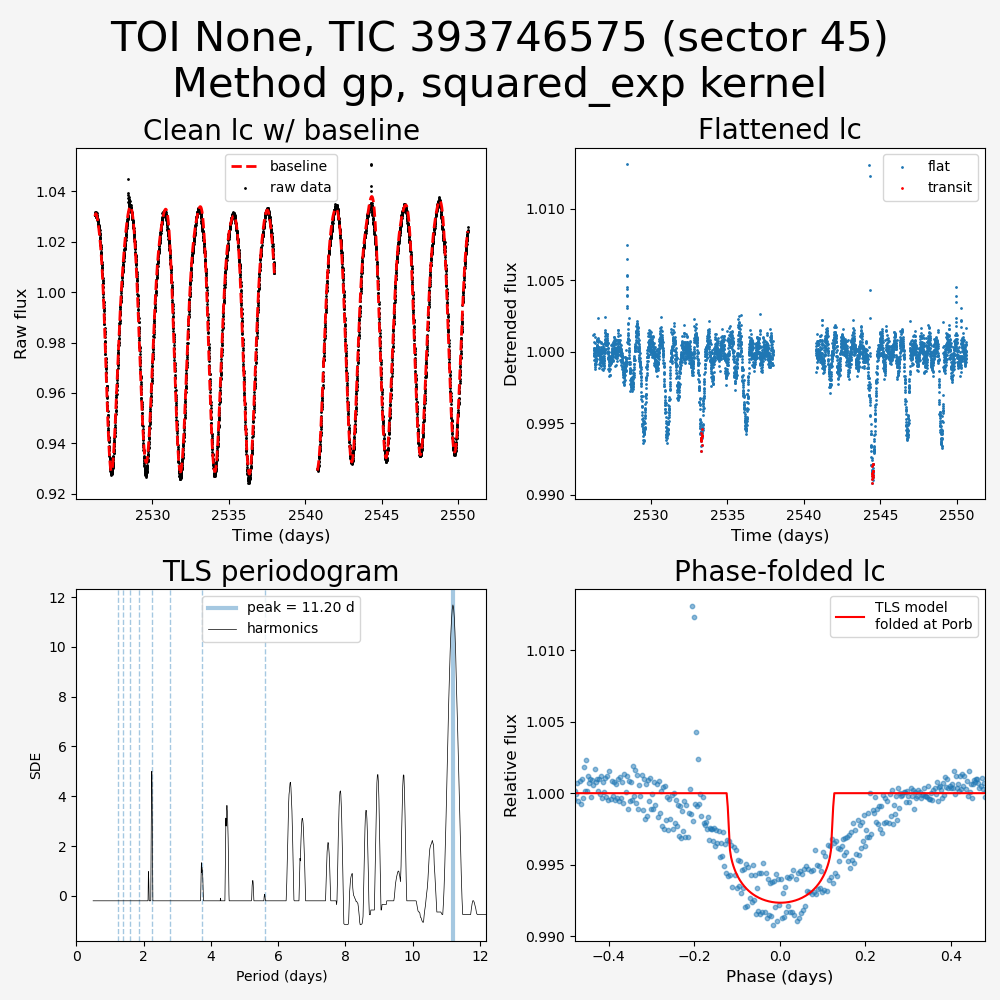 TOI None, TIC 393746575 (sector 45)
Method gp, squared_exp kernel
Clean lc w/ baseline
baseline
raw data
1.04
1.02
1.00
0.98
0.96
0.94
0.92
Raw flux
2530
2535
2540
2545
2550
Time (days)
Flattened lc
flat
transit
1.010
1.005
1.000
0.995
0.990
Detrended flux
2530
2535
2540
2545
2550
Time (days)
TLS periodogram
peak = 11.20 d
harmonics
12
10
8
6
4
2
0
SDE
0
2
4
6
8
10
12
Period (days)
Phase-folded lc
TLS model
folded at Porb
1.010
1.005
1.000
0.995
0.990
Relative flux
−0.4
−0.2
0.0
0.2
0.4
Phase (days)